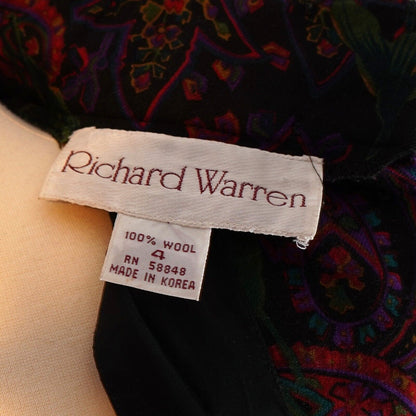 Richard Warren
100% WOOL
4
RN 58848
MADE IN KOREA